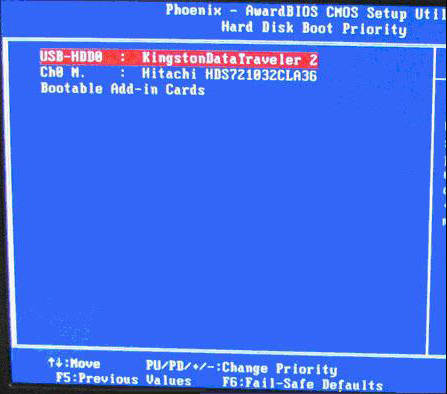 Phoenix - AwardBIOS CMOS Setup Util
Hard Disk Boot Priority
USB-HDD0 : KingstonDataTraveler 2
Ch0 M. : Hitachi HDS721032CLA36
Bootable Add-in Cards
↑↓:Move PU/PD/+/-:Change Priority
F5:Previous Values F6:Fail-Safe Defaults